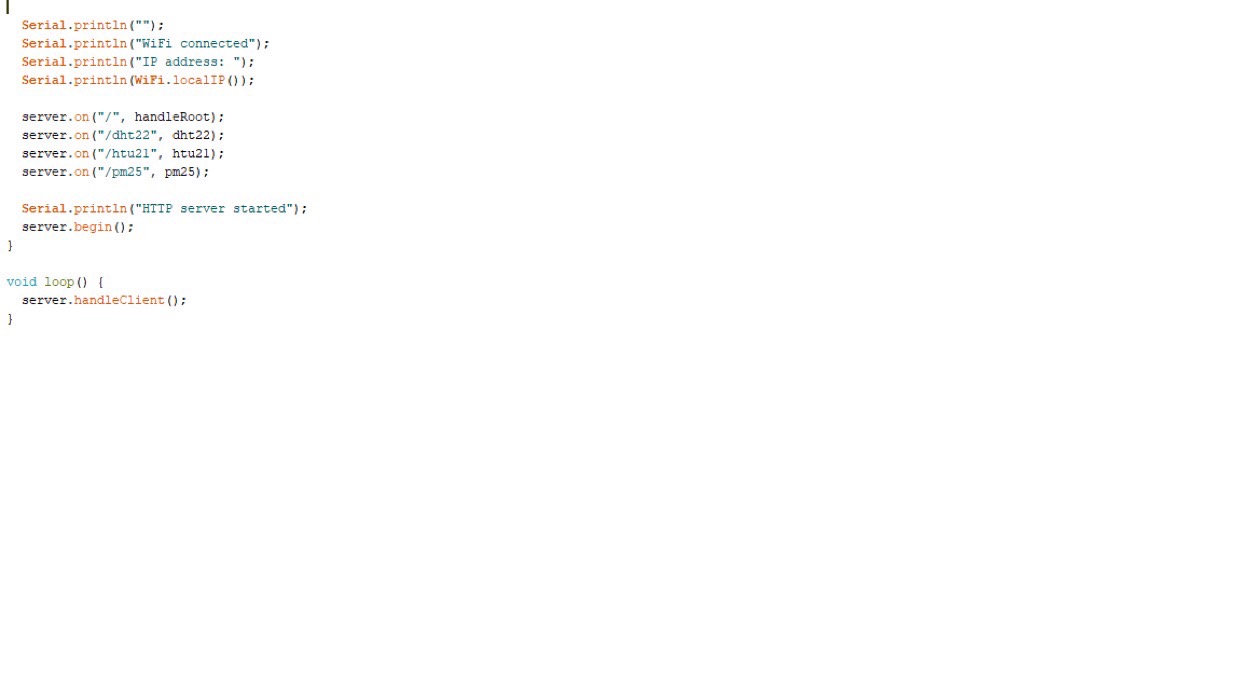 Serial.println("");
Serial.println("WiFi connected");
Serial.println("IP address: ");
Serial.println(WiFi.localIP());
server.on("/", handleRoot);
server.on("/dht22", dht22);
server.on("/htu21", htu21);
server.on("/pm25", pm25);
Serial.println("HTTP server started");
server.begin();
}
void loop() {
server.handleClient();
}